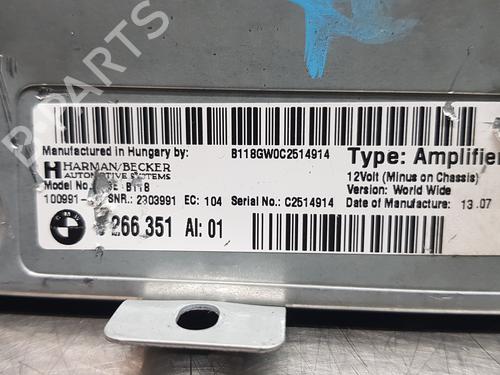 B-PARTS
Manufactured in Hungary by:
B118GW0C2514914
Type: Amplifier
HARMAN/BECKER
AUTOMOTIVE SYSTEMS
12Volt (Minus on Chassis)
Model No. B118
Version: World Wide
100991- SNR.: 2303991 EC: 104 Serial No.: C2514914
Date of Manufacture: 13.07
266 351 AI: 01